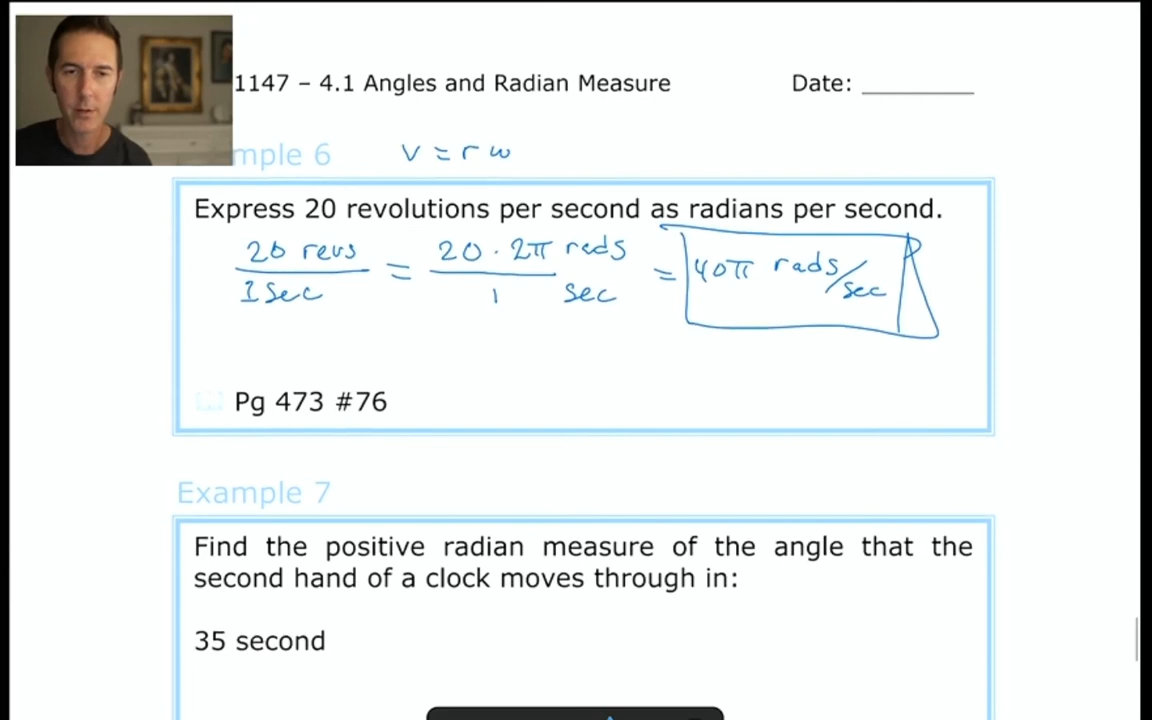 1147 – 4.1 Angles and Radian Measure Date: ________
mple 6 v = r ω
Express 20 revolutions per second as radians per second.
20 revs / 1 sec = 20 · 2π rads / 1 sec = 40π rads/sec
Pg 473 #76
Example 7
Find the positive radian measure of the angle that the
second hand of a clock moves through in:
35 second